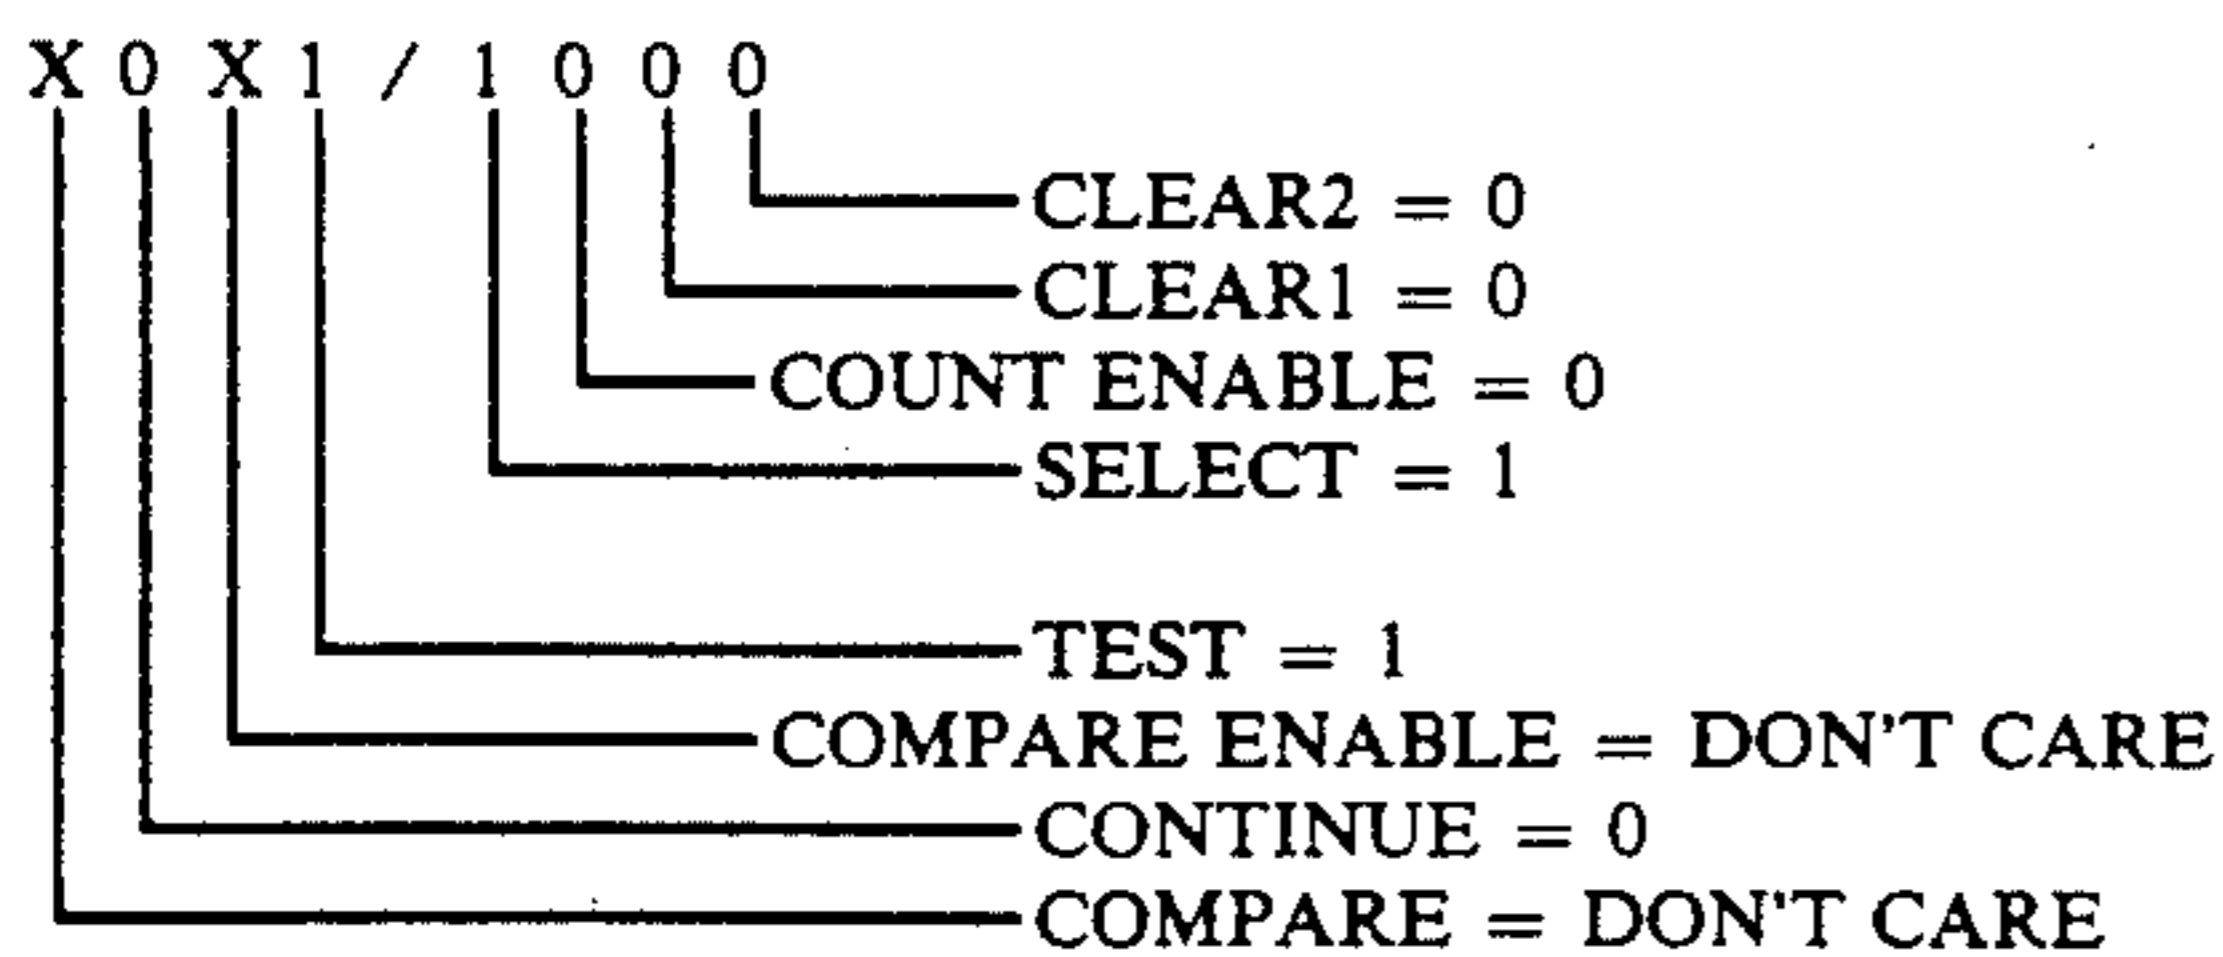 X 0 X 1 / 1 0 0 0
CLEAR2 = 0
CLEAR1 = 0
COUNT ENABLE = 0
SELECT = 1
TEST = 1
COMPARE ENABLE = DON'T CARE
CONTINUE = 0
COMPARE = DON'T CARE